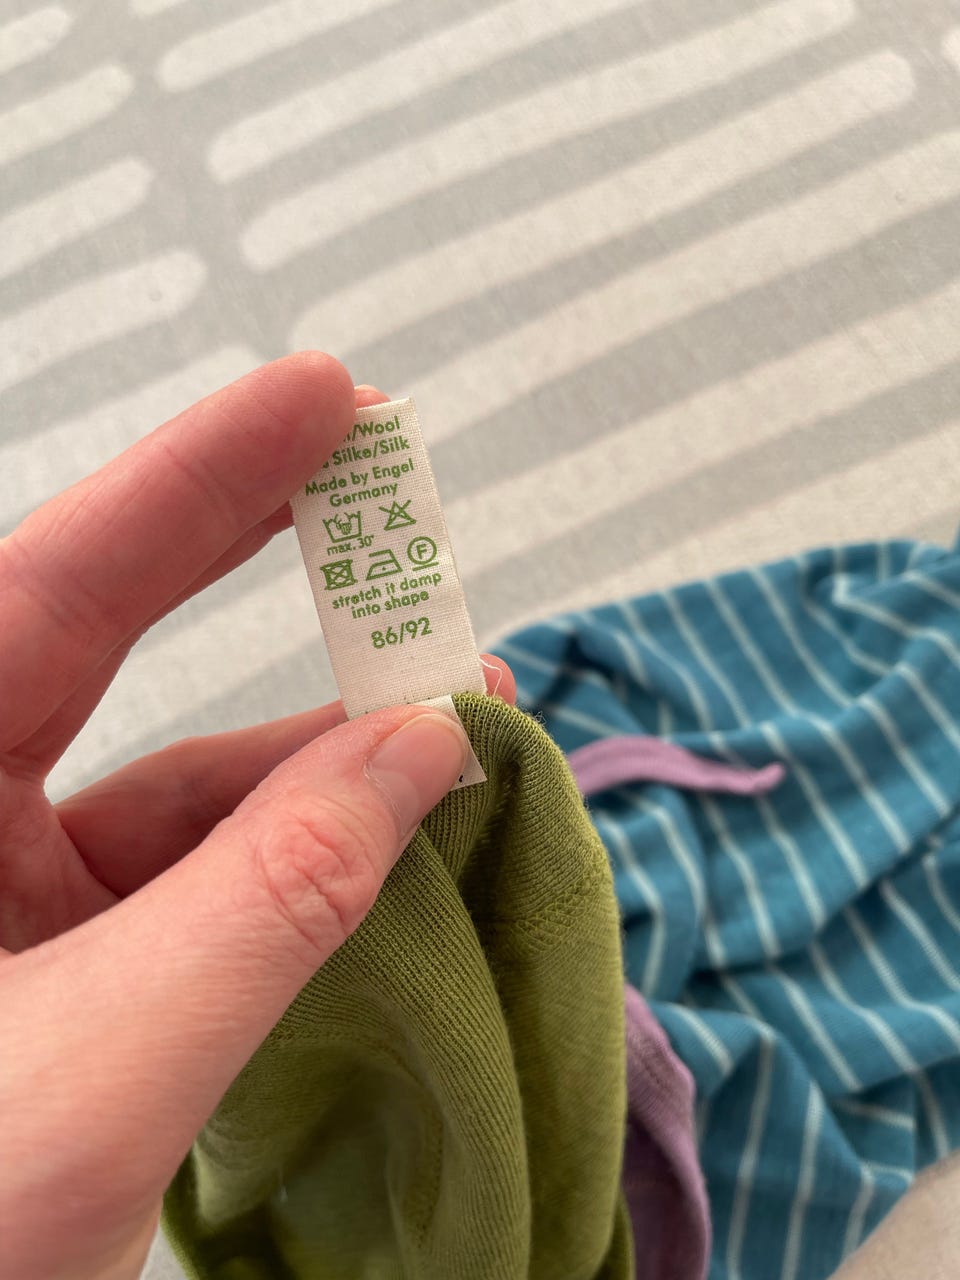 /Wool
Silke/Silk
Made by Engel
Germany
max. 30°
F
stretch it damp
into shape
86/92